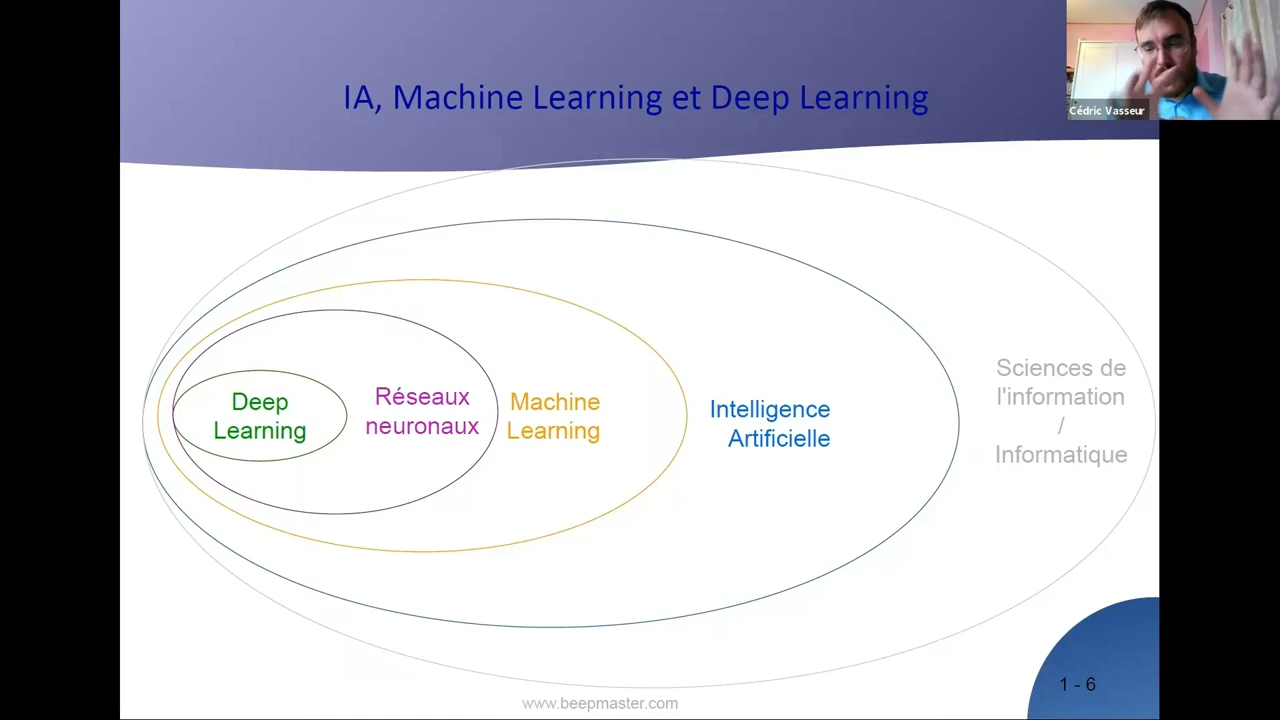 IA, Machine Learning et Deep Learning
Cédric Vasseur
Deep
Learning
Réseaux
neuronaux
Machine
Learning
Intelligence
Artificielle
Sciences de
l'information
/
Informatique
www.beepmaster.com
1 - 6